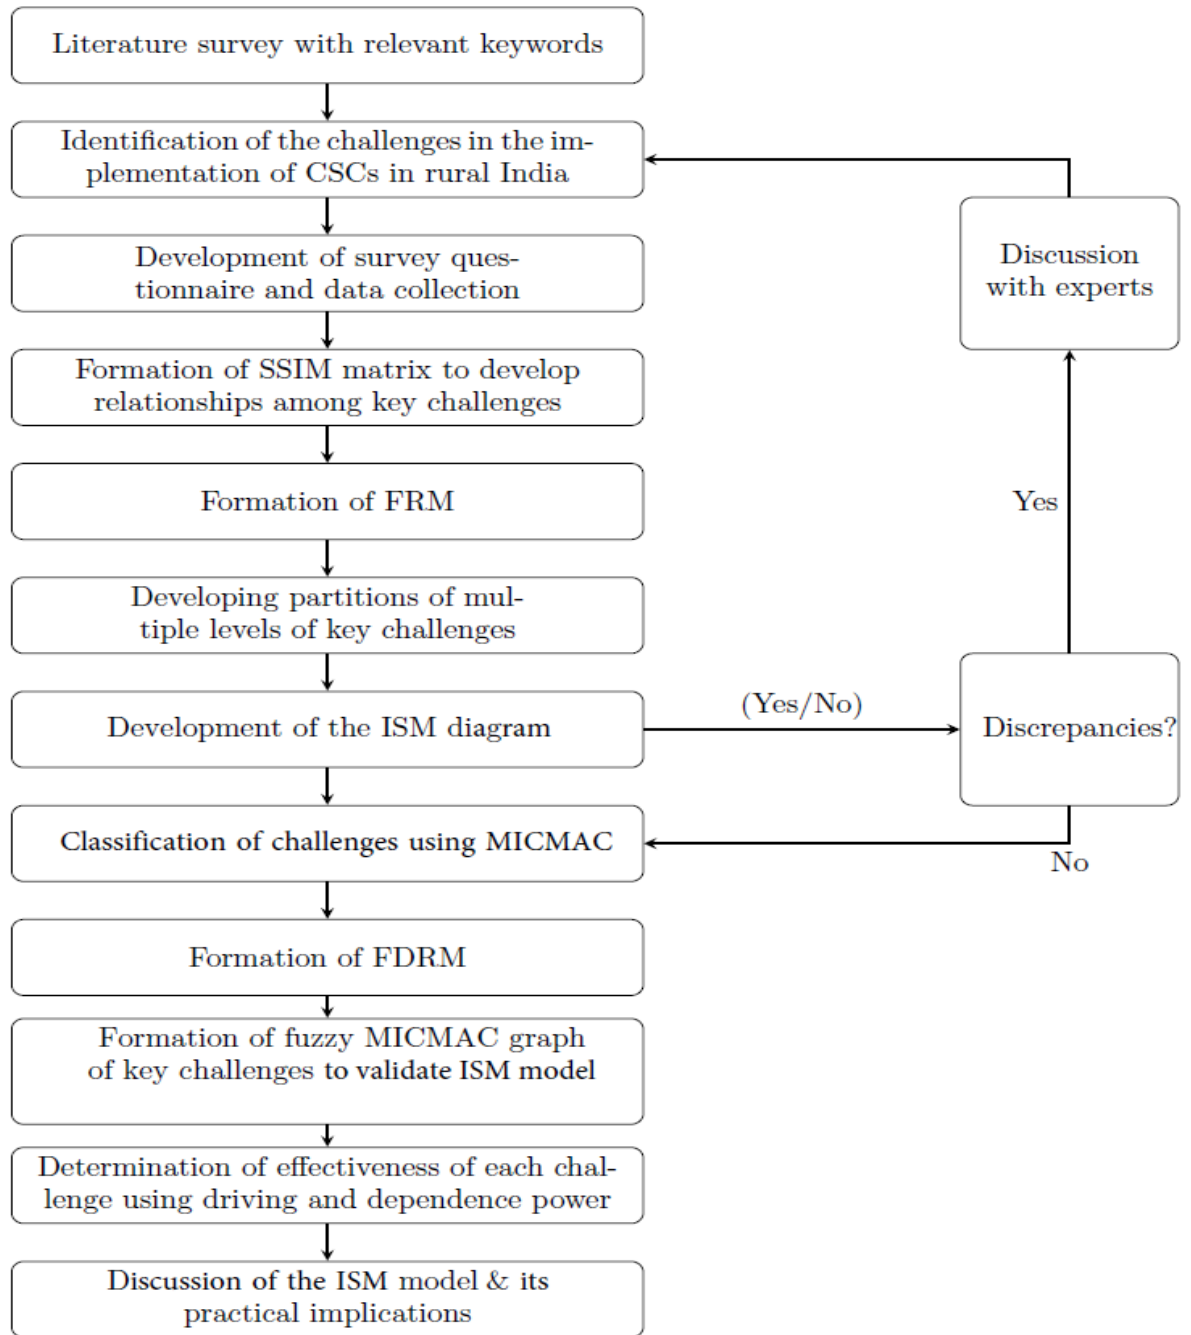 Literature survey with relevant keywords
Identification of the challenges in the im-
plementation of CSCs in rural India
Development of survey ques-
tionnaire and data collection
Discussion
with experts
Formation of SSIM matrix to develop
relationships among key challenges
Formation of FRM
Yes
Developing partitions of mul-
tiple levels of key challenges
Development of the ISM diagram
(Yes/No)
Discrepancies?
Classification of challenges using MICMAC
No
Formation of FDRM
Formation of fuzzy MICMAC graph
of key challenges to validate ISM model
Determination of effectiveness of each chal-
lenge using driving and dependence power
Discussion of the ISM model & its
practical implications